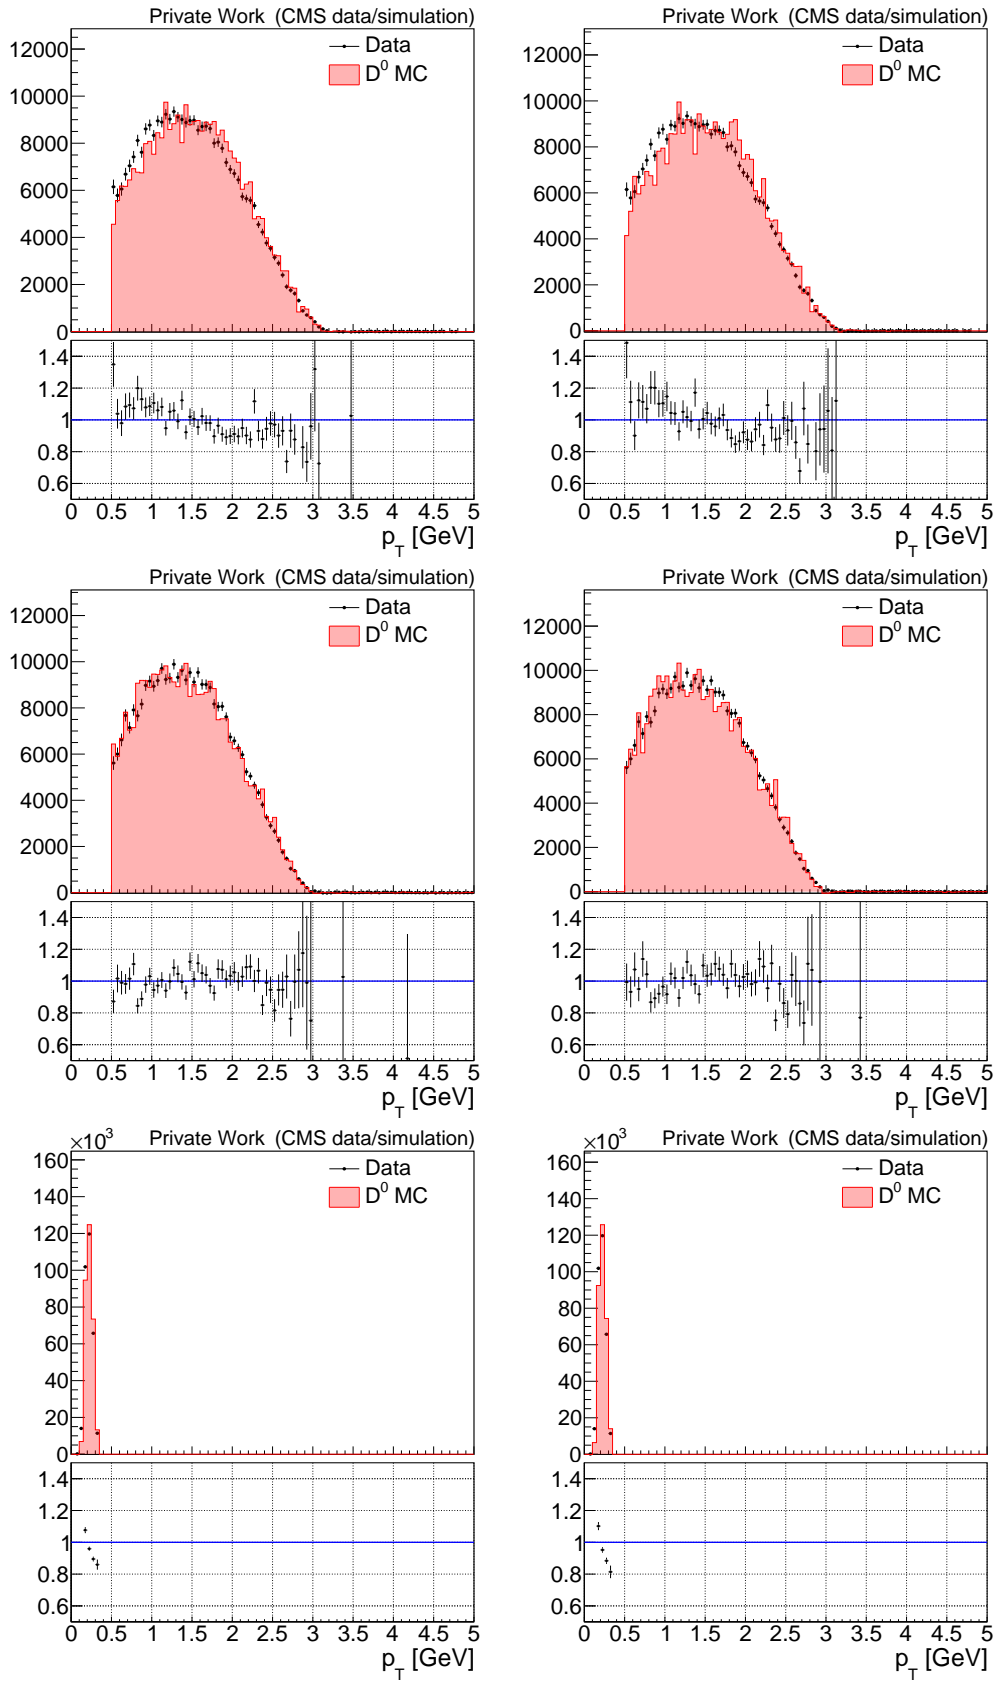 Private Work (CMS data/simulation)
Data
D⁰ MC
12000
10000
8000
6000
4000
2000
0
1.4
1.2
1
0.8
0.6
0 0.5 1 1.5 2 2.5 3 3.5 4 4.5 5
p_T [GeV]
Private Work (CMS data/simulation)
Data
D⁰ MC
12000
10000
8000
6000
4000
2000
0
1.4
1.2
1
0.8
0.6
0 0.5 1 1.5 2 2.5 3 3.5 4 4.5 5
p_T [GeV]
Private Work (CMS data/simulation)
Data
D⁰ MC
12000
10000
8000
6000
4000
2000
0
1.4
1.2
1
0.8
0.6
0 0.5 1 1.5 2 2.5 3 3.5 4 4.5 5
p_T [GeV]
Private Work (CMS data/simulation)
Data
D⁰ MC
12000
10000
8000
6000
4000
2000
0
1.4
1.2
1
0.8
0.6
0 0.5 1 1.5 2 2.5 3 3.5 4 4.5 5
p_T [GeV]
×10³ Private Work (CMS data/simulation)
Data
D⁰ MC
160
140
120
100
80
60
40
20
0
1.4
1.2
1
0.8
0.6
0 0.5 1 1.5 2 2.5 3 3.5 4 4.5 5
p_T [GeV]
×10³ Private Work (CMS data/simulation)
Data
D⁰ MC
160
140
120
100
80
60
40
20
0
1.4
1.2
1
0.8
0.6
0 0.5 1 1.5 2 2.5 3 3.5 4 4.5 5
p_T [GeV]